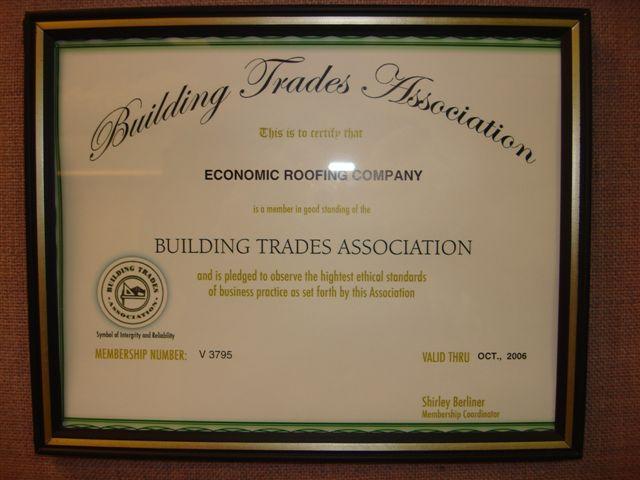 Building Trades Association
This is to certify that
ECONOMIC ROOFING COMPANY
is a member in good standing of the
BUILDING TRADES ASSOCIATION
and is pledged to observe the hightest ethical standards
of business practice as set forth by this Association
BUILDING TRADES
ASSOCIATION
Symbol of Intergity and Reliability
MEMBERSHIP NUMBER: V 3795
VALID THRU OCT., 2006
Shirley Berliner
Membership Coordinator